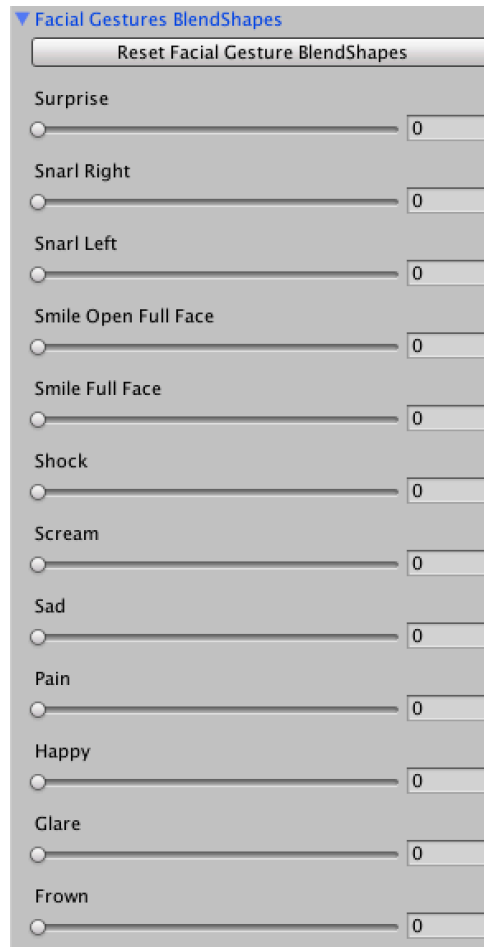 Facial Gestures BlendShapes
Reset Facial Gesture BlendShapes
Surprise
0
Snarl Right
0
Snarl Left
0
Smile Open Full Face
0
Smile Full Face
0
Shock
0
Scream
0
Sad
0
Pain
0
Happy
0
Glare
0
Frown
0